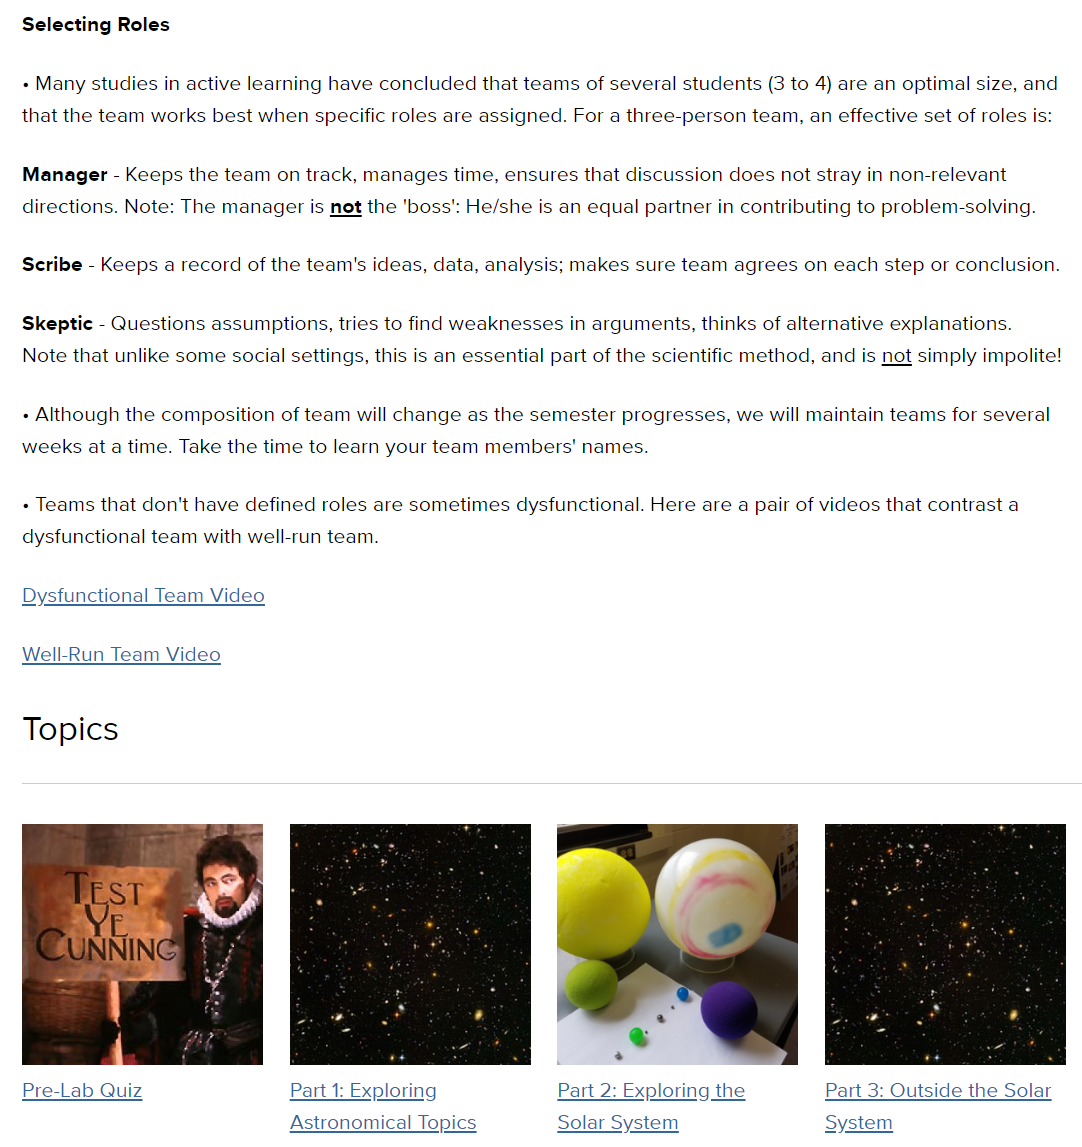 Selecting Roles
• Many studies in active learning have concluded that teams of several students (3 to 4) are an optimal size, and
that the team works best when specific roles are assigned. For a three-person team, an effective set of roles is:
Manager - Keeps the team on track, manages time, ensures that discussion does not stray in non-relevant
directions. Note: The manager is not the 'boss': He/she is an equal partner in contributing to problem-solving.
Scribe - Keeps a record of the team's ideas, data, analysis; makes sure team agrees on each step or conclusion.
Skeptic - Questions assumptions, tries to find weaknesses in arguments, thinks of alternative explanations.
Note that unlike some social settings, this is an essential part of the scientific method, and is not simply impolite!
• Although the composition of team will change as the semester progresses, we will maintain teams for several
weeks at a time. Take the time to learn your team members' names.
• Teams that don't have defined roles are sometimes dysfunctional. Here are a pair of videos that contrast a
dysfunctional team with well-run team.
Dysfunctional Team Video
Well-Run Team Video
Topics
TEST
YE
CUNNING
Pre-Lab Quiz
Part 1: Exploring
Astronomical Topics
Part 2: Exploring the
Solar System
Part 3: Outside the Solar
System